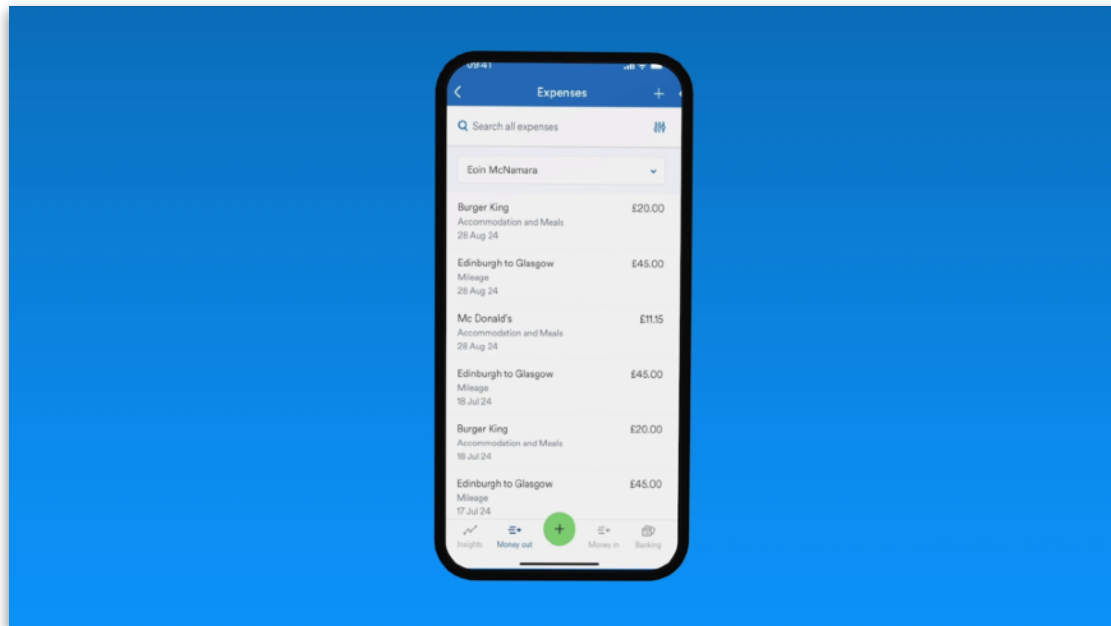 09:41
Expenses
Search all expenses
Eoin McNamara
Burger King £20.00
Accommodation and Meals
28 Aug 24
Edinburgh to Glasgow £45.00
Mileage
28 Aug 24
Mc Donald's £11.15
Accommodation and Meals
28 Aug 24
Edinburgh to Glasgow £45.00
Mileage
18 Jul 24
Burger King £20.00
Accommodation and Meals
18 Jul 24
Edinburgh to Glasgow £45.00
Mileage
17 Jul 24
Insights Money out Money in Banking